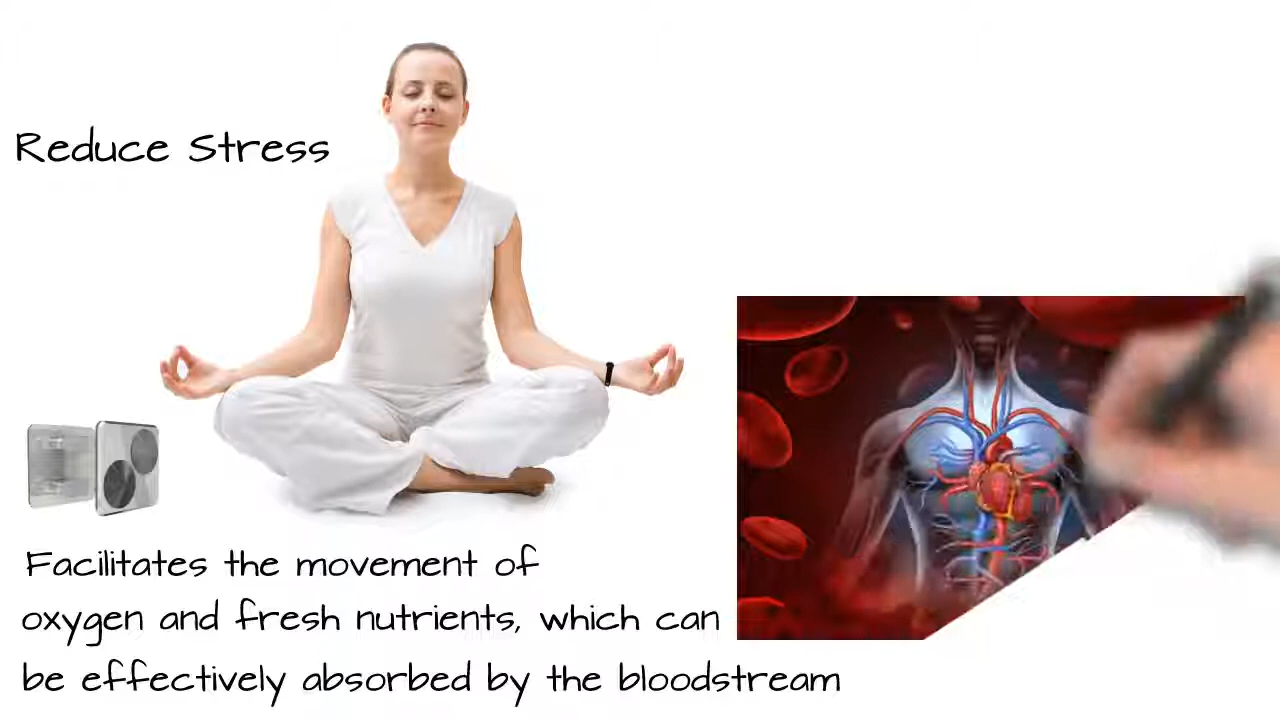 Reduce Stress
Facilitates the movement of
oxygen and fresh nutrients, which can
be effectively absorbed by the bloodstream